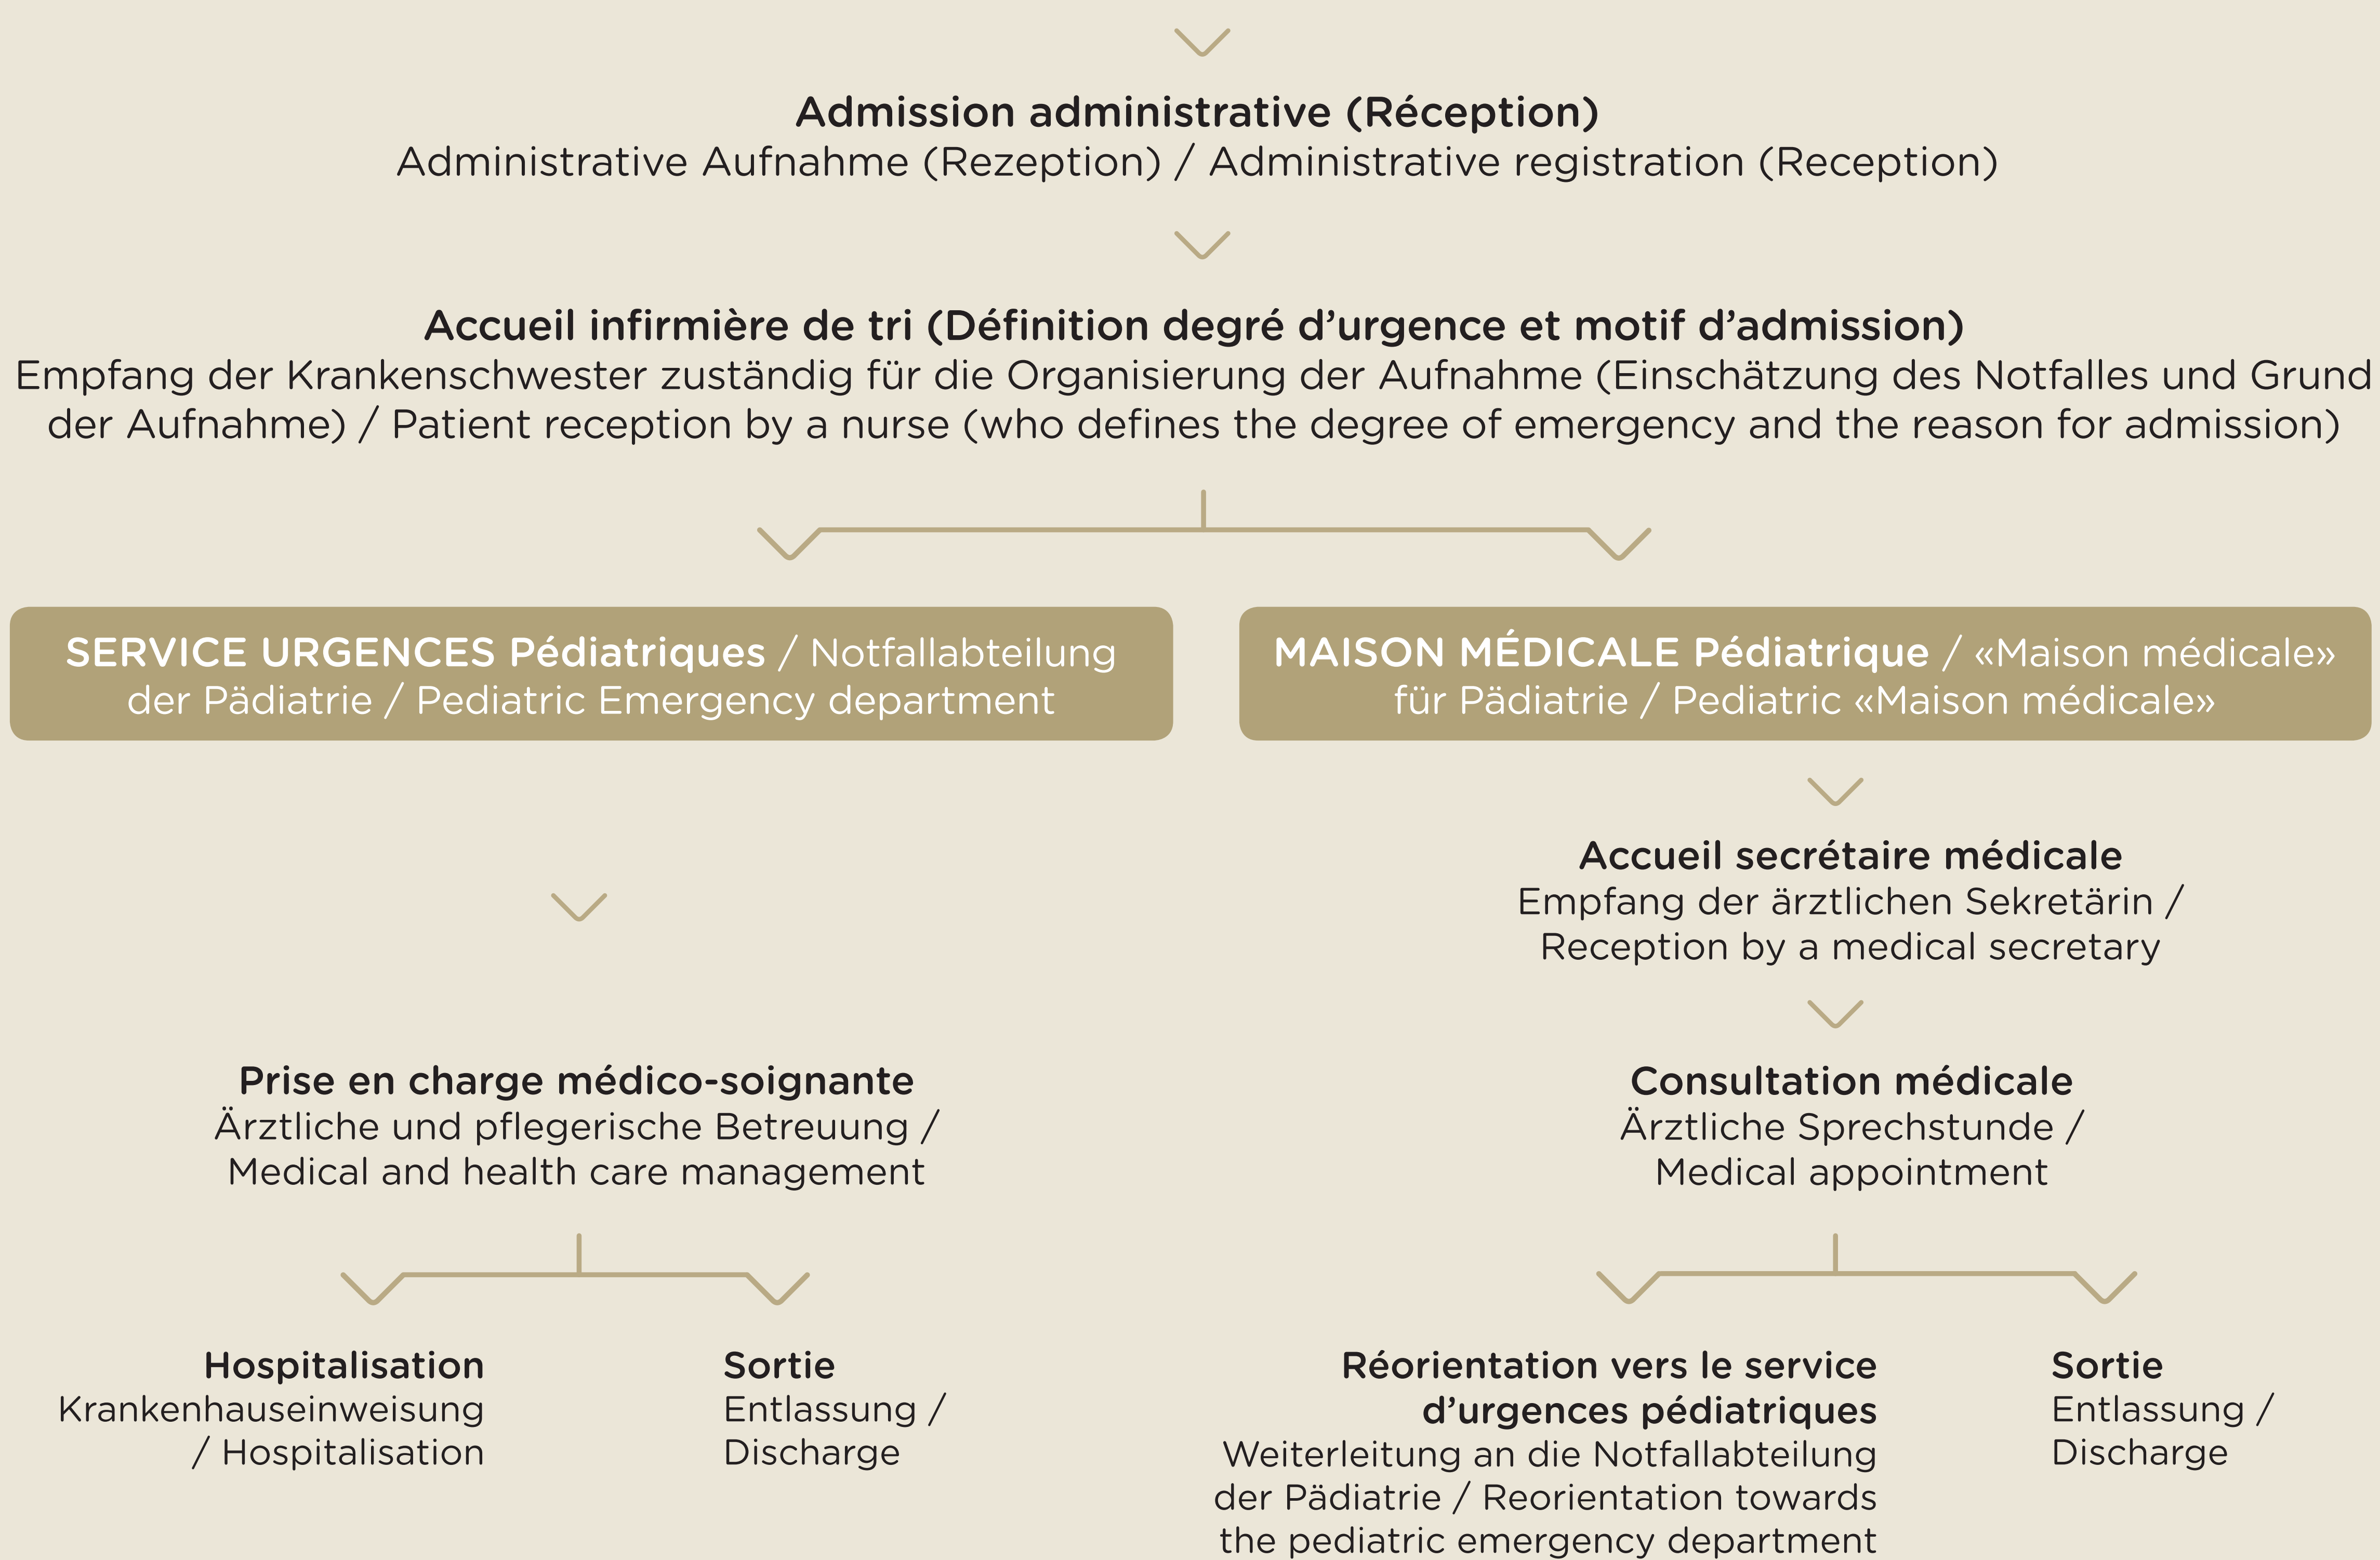 Admission administrative (Réception)
Administrative Aufnahme (Rezeption) / Administrative registration (Reception)
Accueil infirmière de tri (Définition degré d’urgence et motif d’admission)
Empfang der Krankenschwester zuständig für die Organisierung der Aufnahme (Einschätzung des Notfalles und Grund
der Aufnahme) / Patient reception by a nurse (who defines the degree of emergency and the reason for admission)
SERVICE URGENCES Pédiatriques / Notfallabteilung
der Pädiatrie / Pediatric Emergency department
MAISON MÉDICALE Pédiatrique / «Maison médicale»
für Pädiatrie / Pediatric «Maison médicale»
Accueil secrétaire médicale
Empfang der ärztlichen Sekretärin /
Reception by a medical secretary
Prise en charge médico-soignante
Ärztliche und pflegerische Betreuung /
Medical and health care management
Consultation médicale
Ärztliche Sprechstunde /
Medical appointment
Hospitalisation
Krankenhauseinweisung
/ Hospitalisation
Sortie
Entlassung /
Discharge
Réorientation vers le service
d’urgences pédiatriques
Weiterleitung an die Notfallabteilung
der Pädiatrie / Reorientation towards
the pediatric emergency department
Sortie
Entlassung /
Discharge